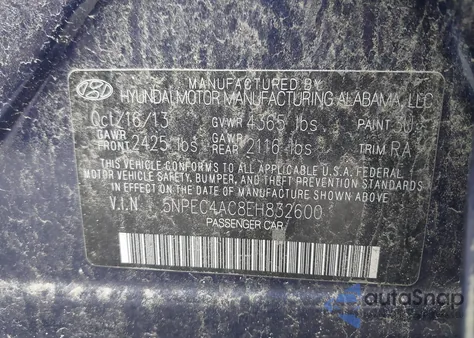 MANUFACTURED BY
HYUNDAI MOTOR MANUFACTURING ALABAMA, LLC
Oct/16/13 GVWR 4365 lbs PAINT
GAWR FRONT 2425 lbs GAWR REAR 2116 lbs TRIM RA
THIS VEHICLE CONFORMS TO ALL APPLICABLE U.S.A FEDERAL
MOTOR VEHICLE SAFETY, BUMPER, AND THEFT PREVENTION STANDARDS
IN EFFECT ON THE DATE OF MANUFACTURE SHOWN ABOVE.
V.I.N. 5NPEC4AC8EH832600
PASSENGER CAR
autoSnap